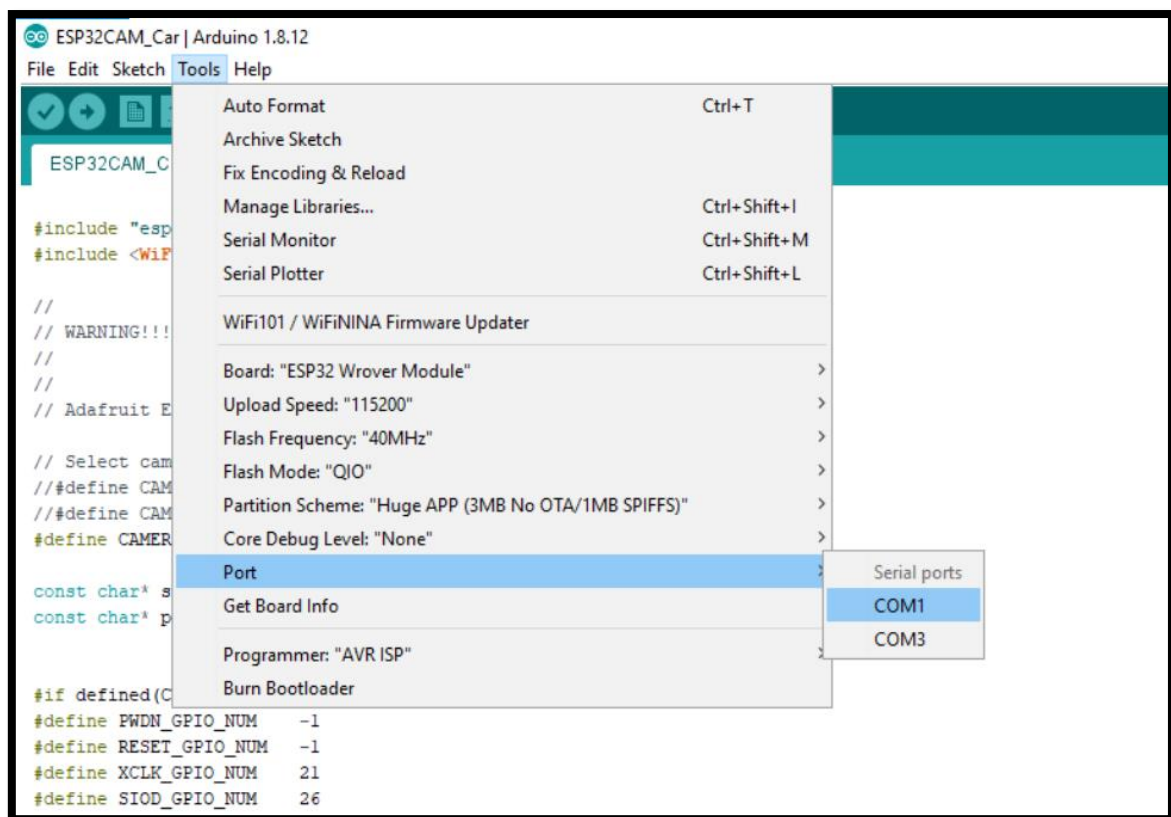 ESP32CAM_Car | Arduino 1.8.12
File Edit Sketch Tools Help
Auto Format Ctrl+T
Archive Sketch
ESP32CAM_C
Fix Encoding & Reload
Manage Libraries... Ctrl+Shift+I
#include "esp
Serial Monitor Ctrl+Shift+M
#include <WiF
Serial Plotter Ctrl+Shift+L
//
WiFi101 / WiFiNINA Firmware Updater
// WARNING!!!
//
Board: "ESP32 Wrover Module"
//
Upload Speed: "115200"
// Adafruit E
Flash Frequency: "40MHz"
// Select cam
Flash Mode: "QIO"
//#define CAM
Partition Scheme: "Huge APP (3MB No OTA/1MB SPIFFS)"
//#define CAM
Core Debug Level: "None"
#define CAMER
Port
Serial ports
const char* s
Get Board Info
COM1
const char* p
COM3
Programmer: "AVR ISP"
Burn Bootloader
#if defined(C
#define PWDN_GPIO_NUM -1
#define RESET_GPIO_NUM -1
#define XCLK_GPIO_NUM 21
#define SIOD_GPIO_NUM 26